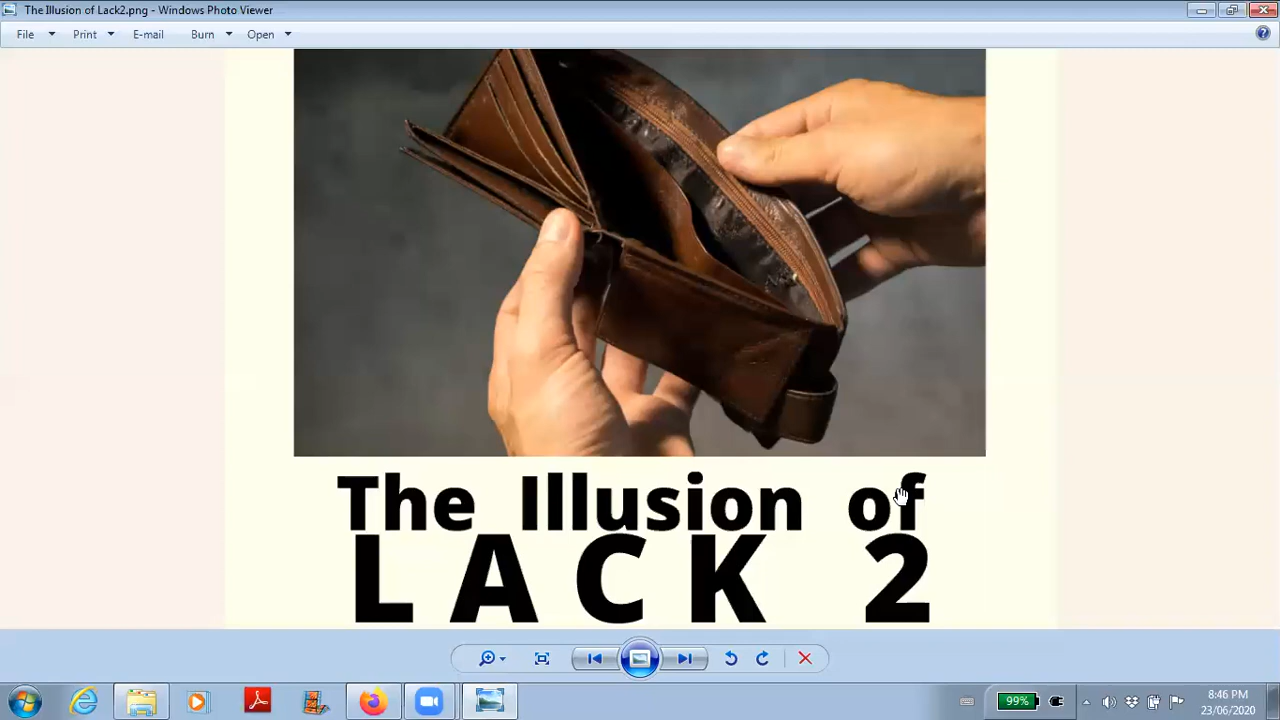 The Illusion of Lack2.png - Windows Photo Viewer
File Print E-mail Burn Open
The Illusion of
LACK 2
99%
8:46 PM
23/06/2020